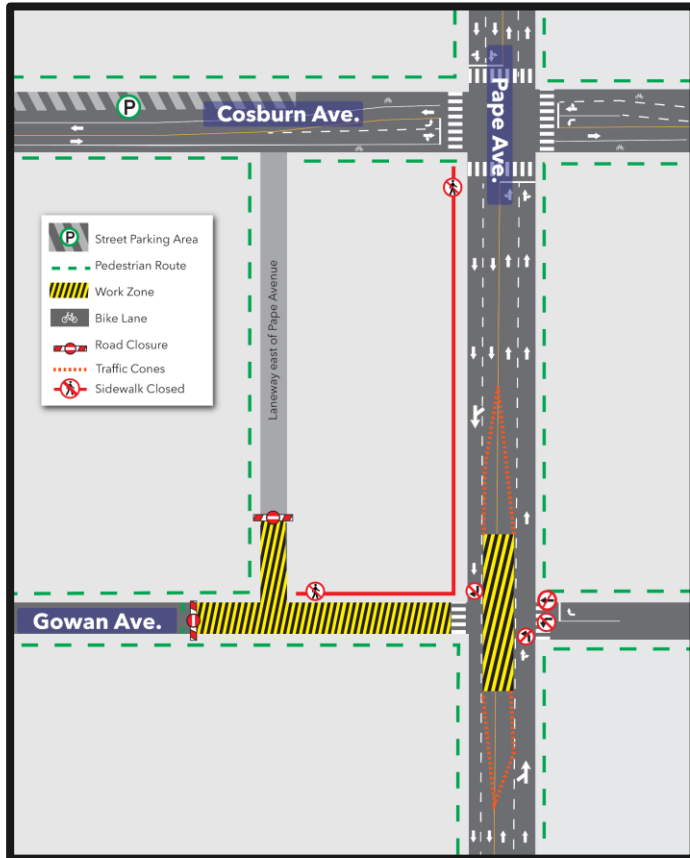 Cosburn Ave.
Pape Ave.
P
P
Street Parking Area
Pedestrian Route
Work Zone
Bike Lane
Road Closure
Traffic Cones
Sidewalk Closed
Laneway east of Pape Avenue
Gowan Ave.